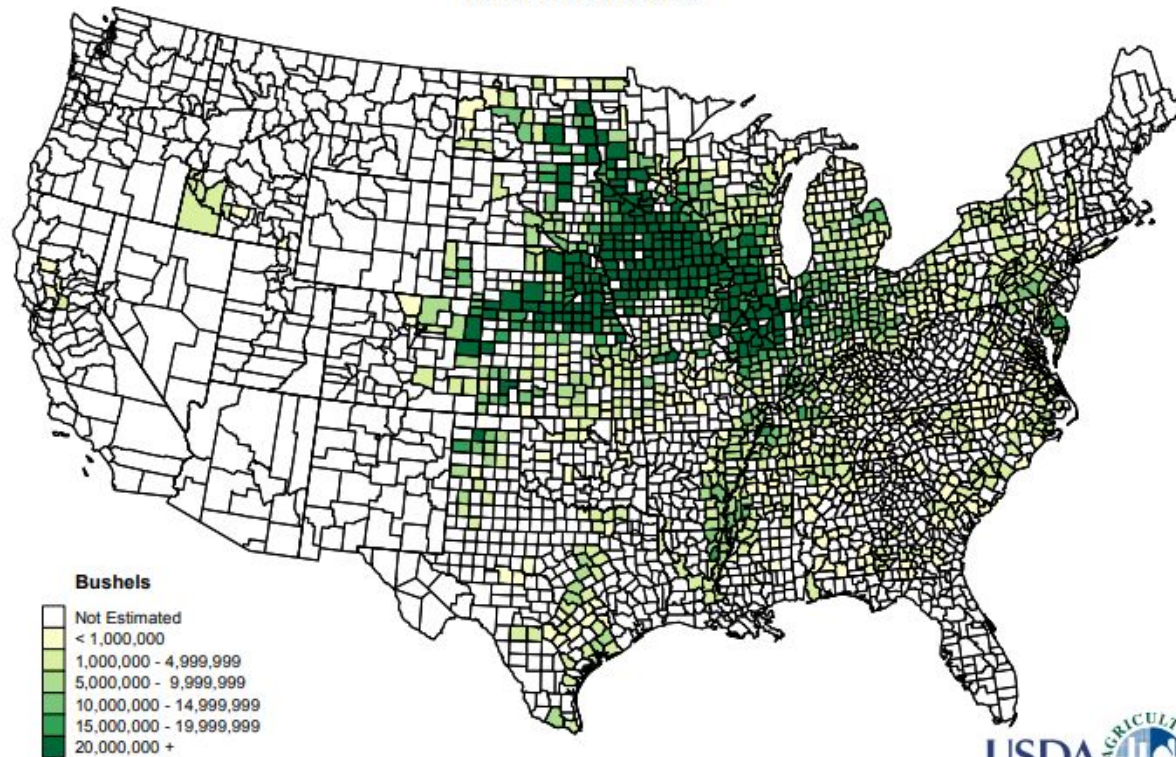 Bushels
Not Estimated
< 1,000,000
1,000,000 - 4,999,999
5,000,000 - 9,999,999
10,000,000 - 14,999,999
15,000,000 - 19,999,999
20,000,000 +
USDA